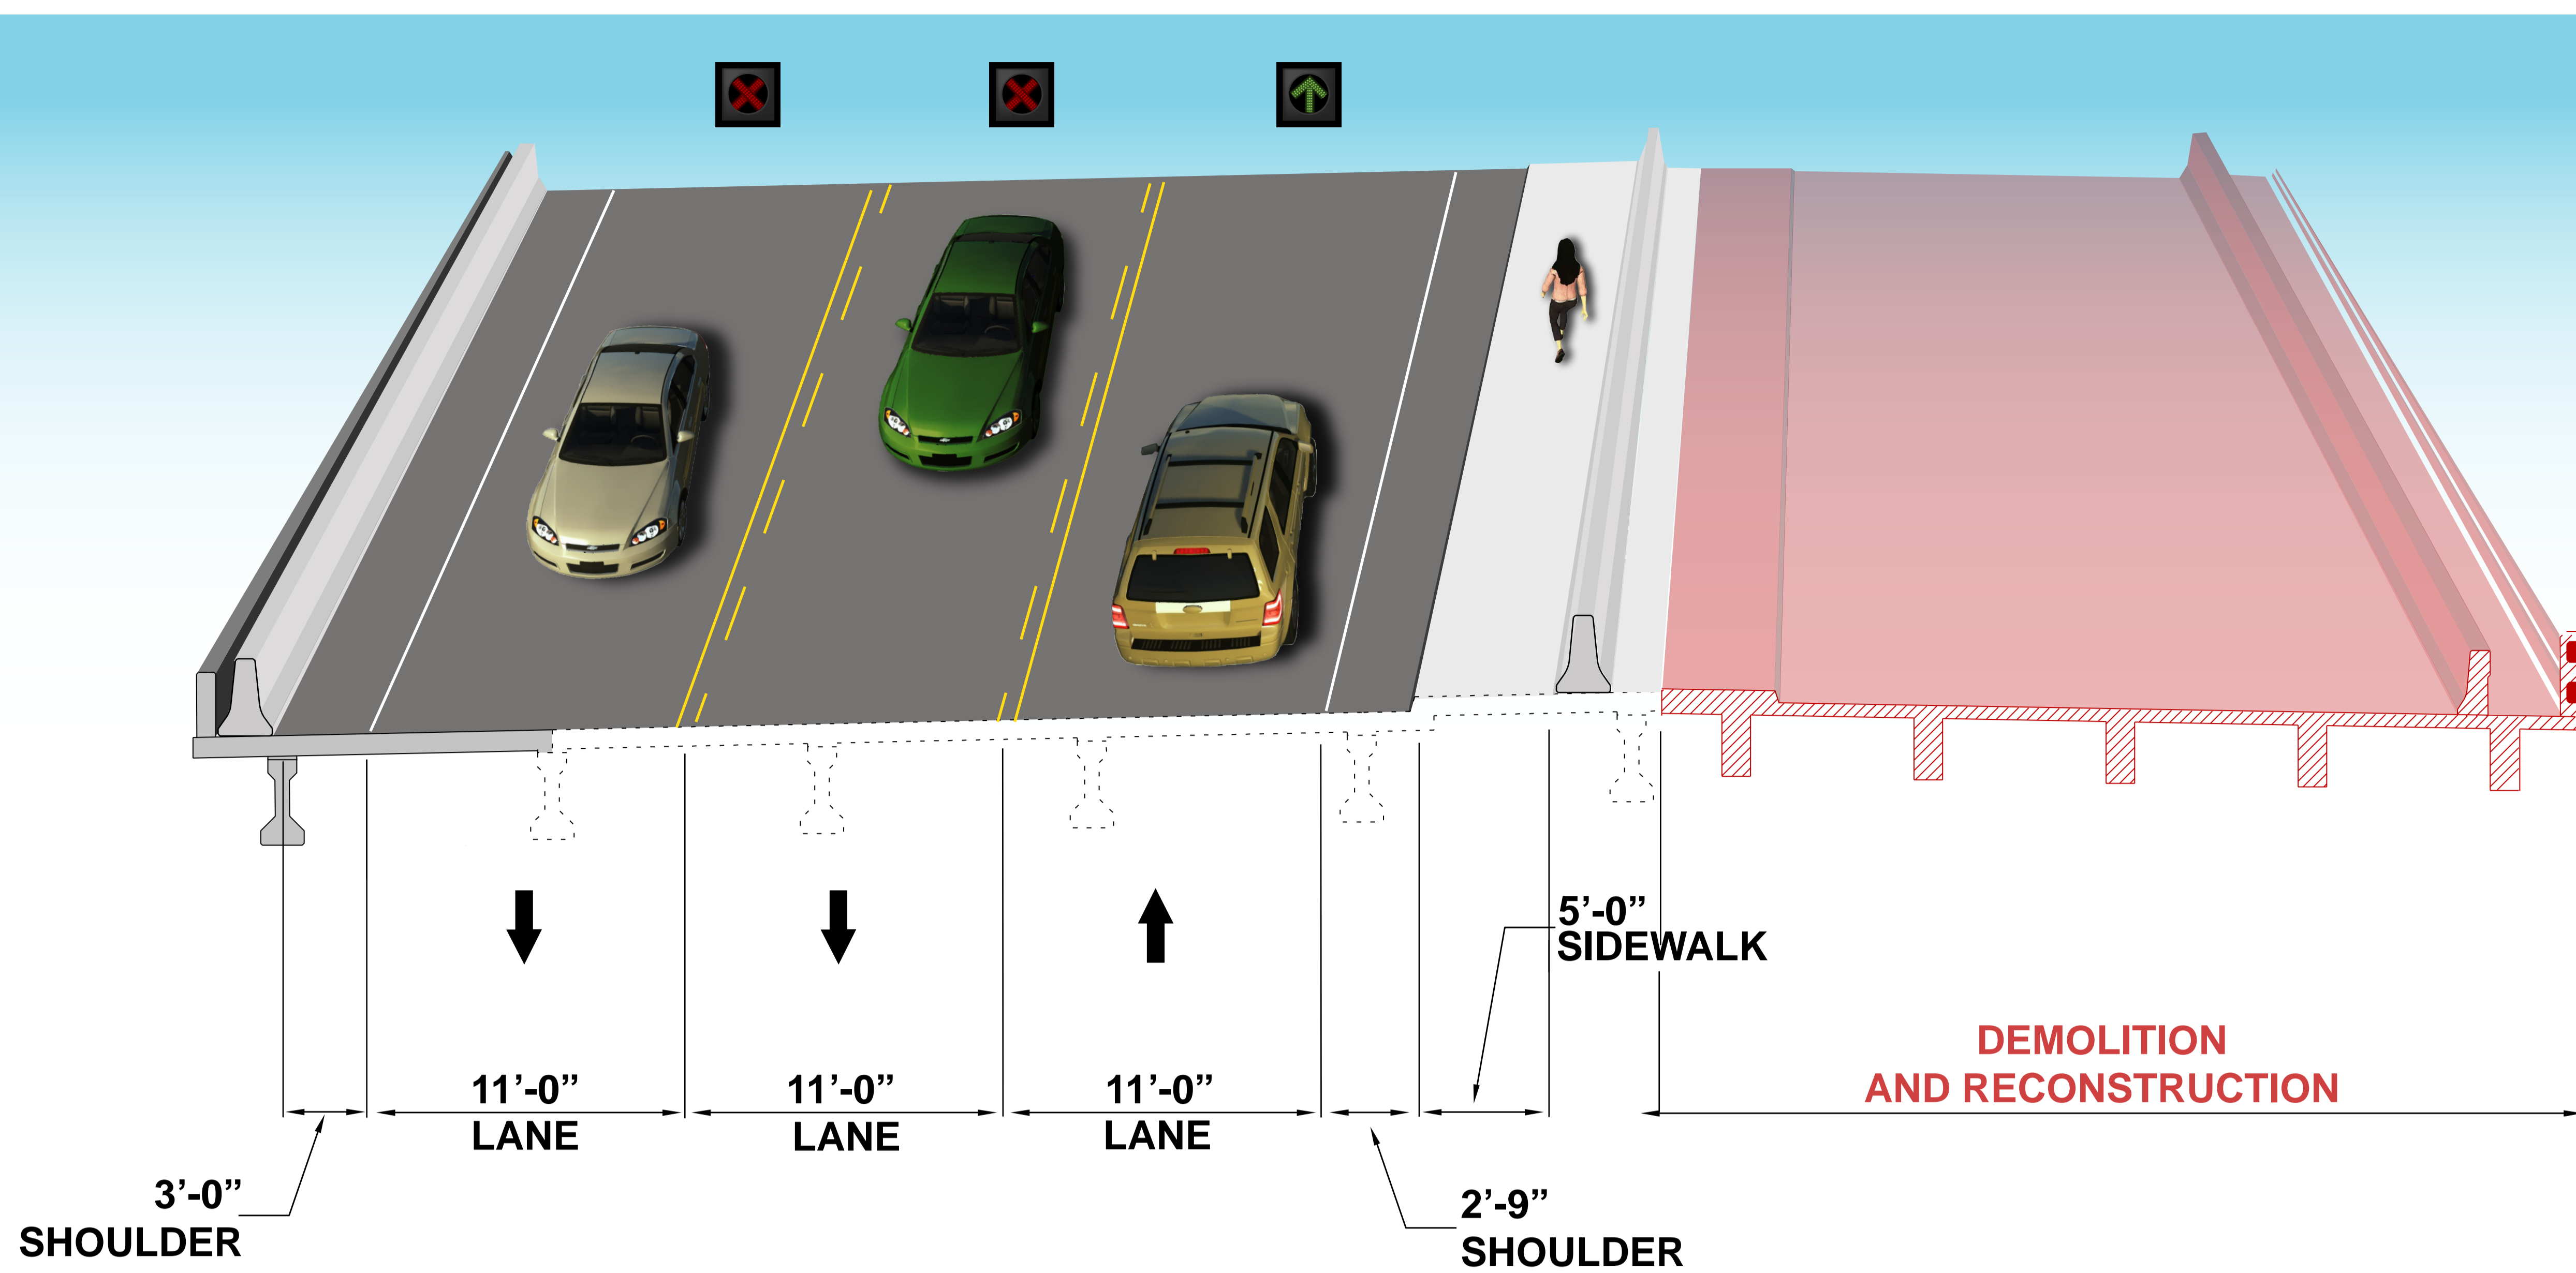 5’-0”
SIDEWALK
DEMOLITION
AND RECONSTRUCTION
11’-0”
LANE
11’-0”
LANE
11’-0”
LANE
3’-0”
SHOULDER
2’-9”
SHOULDER